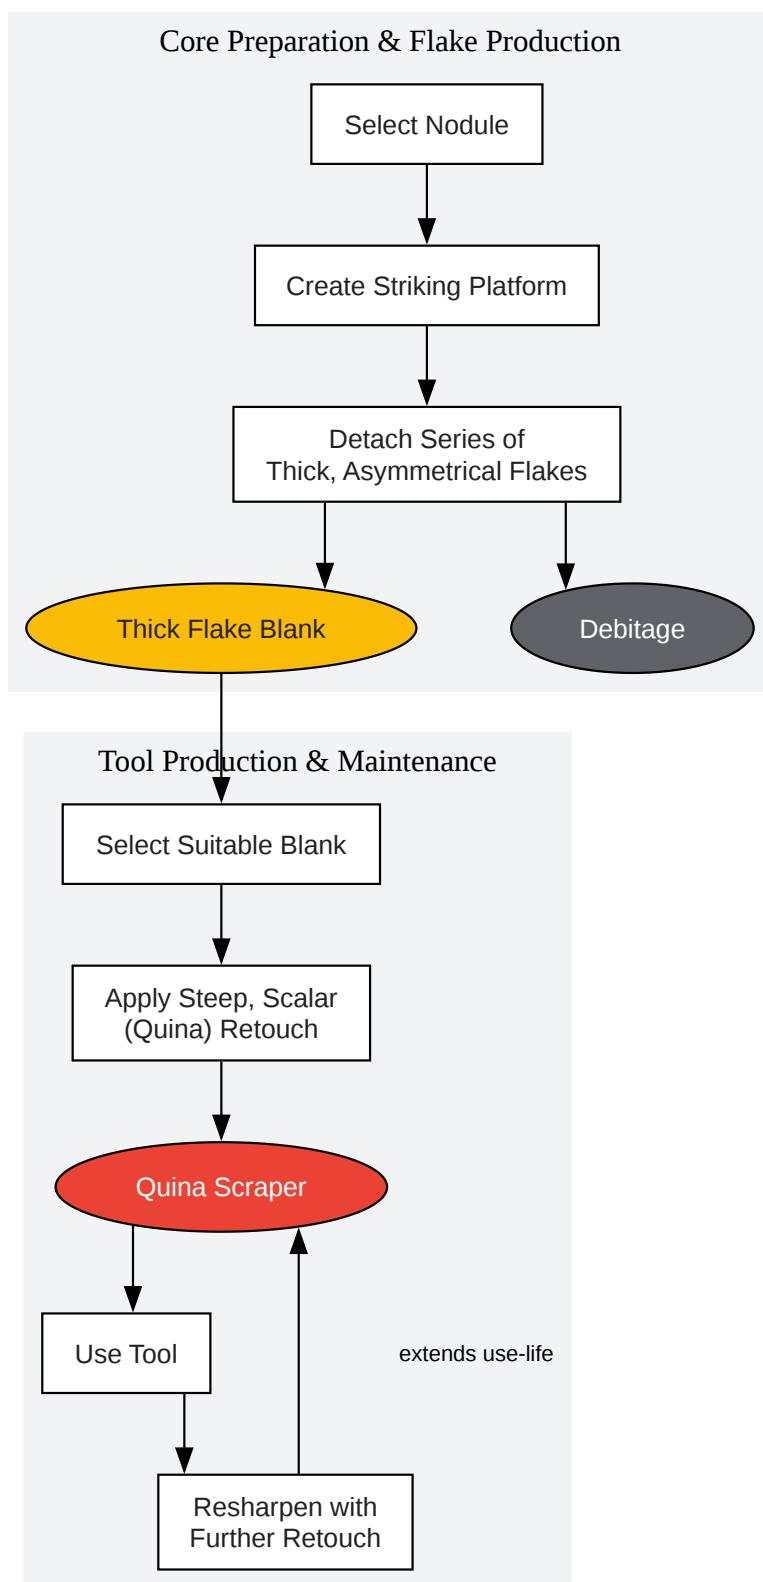 Core Preparation & Flake Production
Select Nodule
Create Striking Platform
Detach Series of
Thick, Asymmetrical Flakes
Thick Flake Blank
Debitage
Tool Production & Maintenance
Select Suitable Blank
Apply Steep, Scalar
(Quina) Retouch
Quina Scraper
Use Tool
extends use-life
Resharpen with
Further Retouch